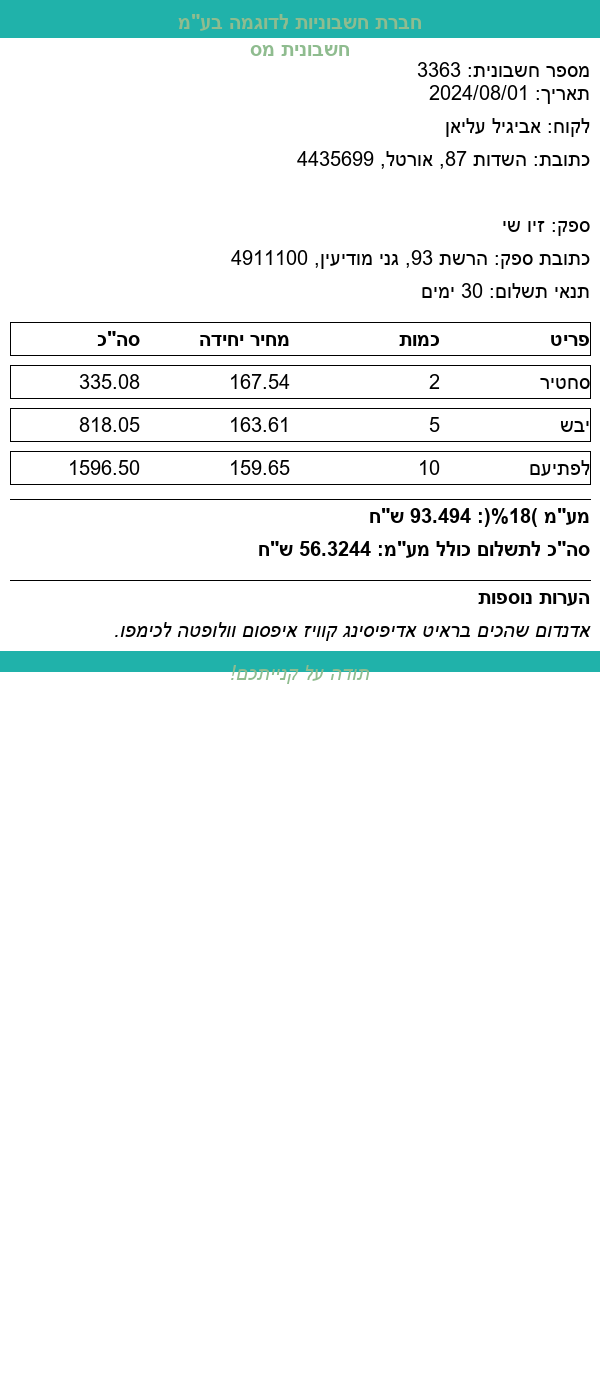 חברת חשבוניות לדוגמה בע"מ
חשבונית מס
מספר חשבונית: 3363
תאריך: 2024/08/01
לקוח: אביגיל עליאן
כתובת: השדות 87, אורטל, 4435699
ספק: זיו שי
כתובת ספק: הרשת 93, גני מודיעין, 4911100
תנאי תשלום: 30 ימים
פריט כמות מחיר יחידה סה"כ
סחטיר 2 167.54 335.08
יבש 5 163.61 818.05
לפתיעם 10 159.65 1596.50
מע"מ )18%(: 93.494 ש"ח
סה"כ לתשלום כולל מע"מ: 56.3244 ש"ח
הערות נוספות
אדנדום שהכים בראיט אדיפיסינג קוויז איפסום וולופטה לכימפו.
תודה על קנייתכם!